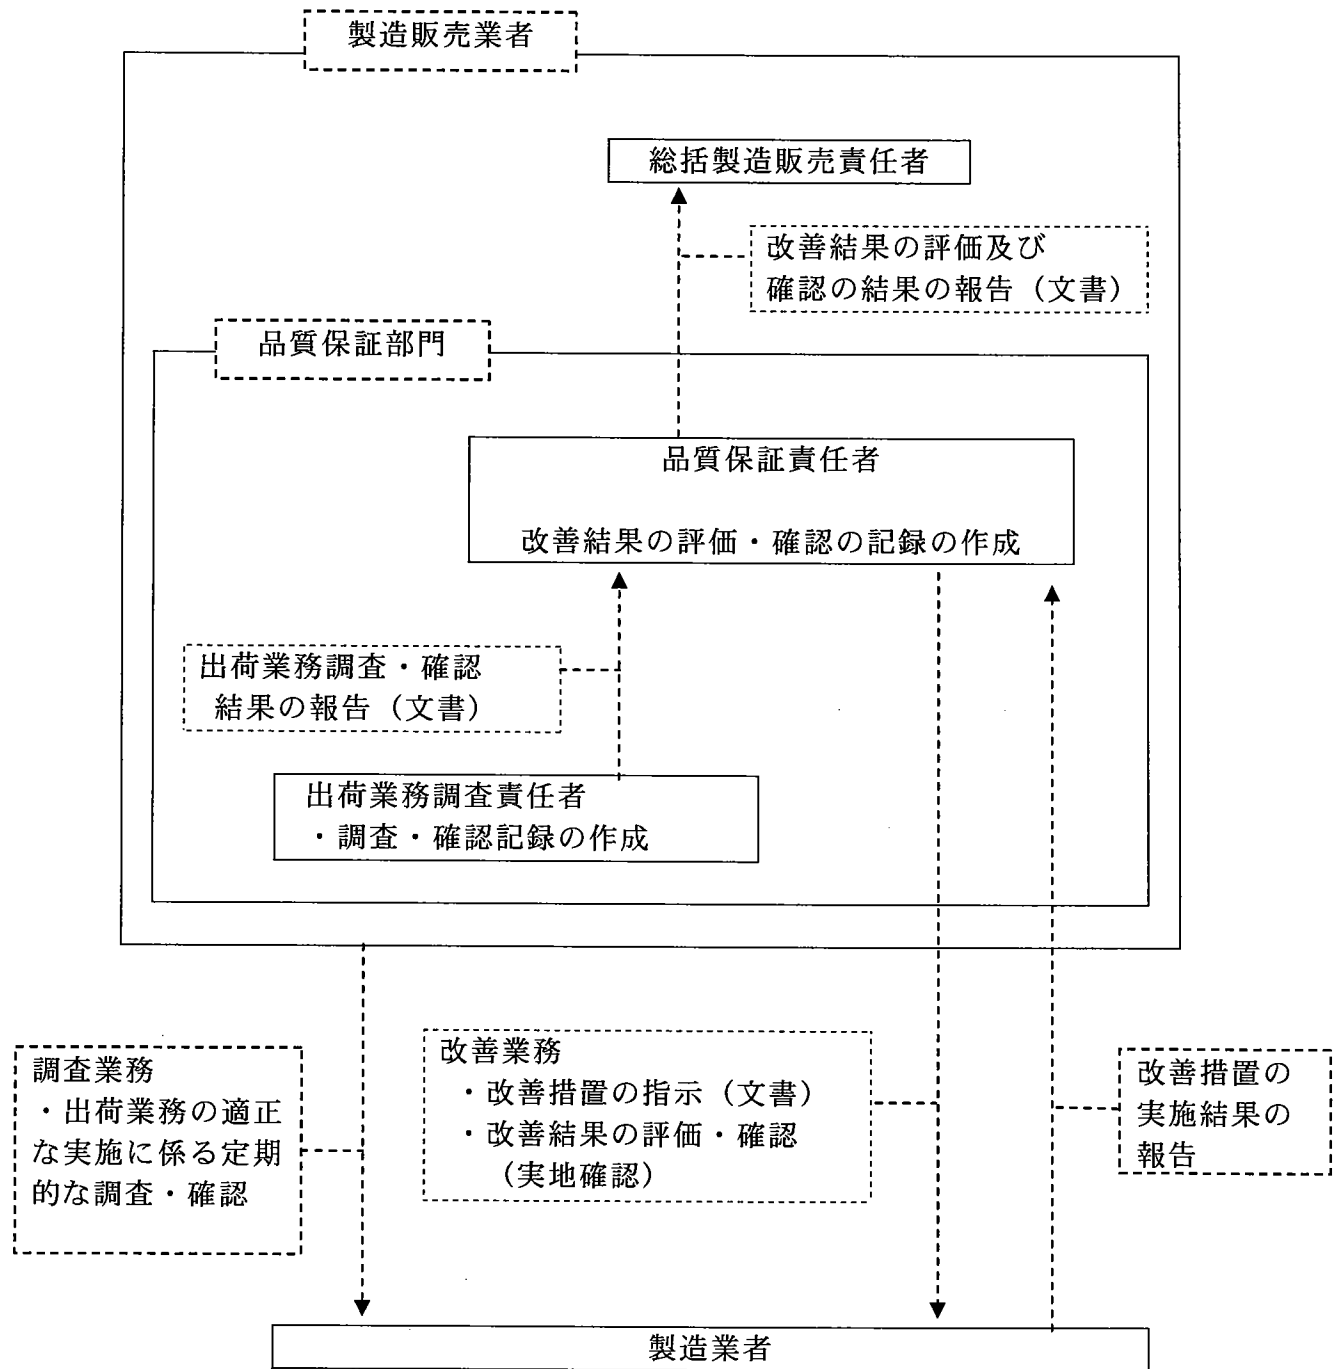 製造販売業者
総括製造販売責任者
改善結果の評価及び
確認の結果の報告（文書）
品質保証部門
品質保証責任者
改善結果の評価・確認の記録の作成
出荷業務調査・確認
結果の報告（文書）
出荷業務調査責任者
・調査・確認記録の作成
調査業務
・出荷業務の適正
な実施に係る定期
的な調査・確認
改善業務
・改善措置の指示（文書）
・改善結果の評価・確認
（実地確認）
改善措置の
実施結果の
報告
製造業者